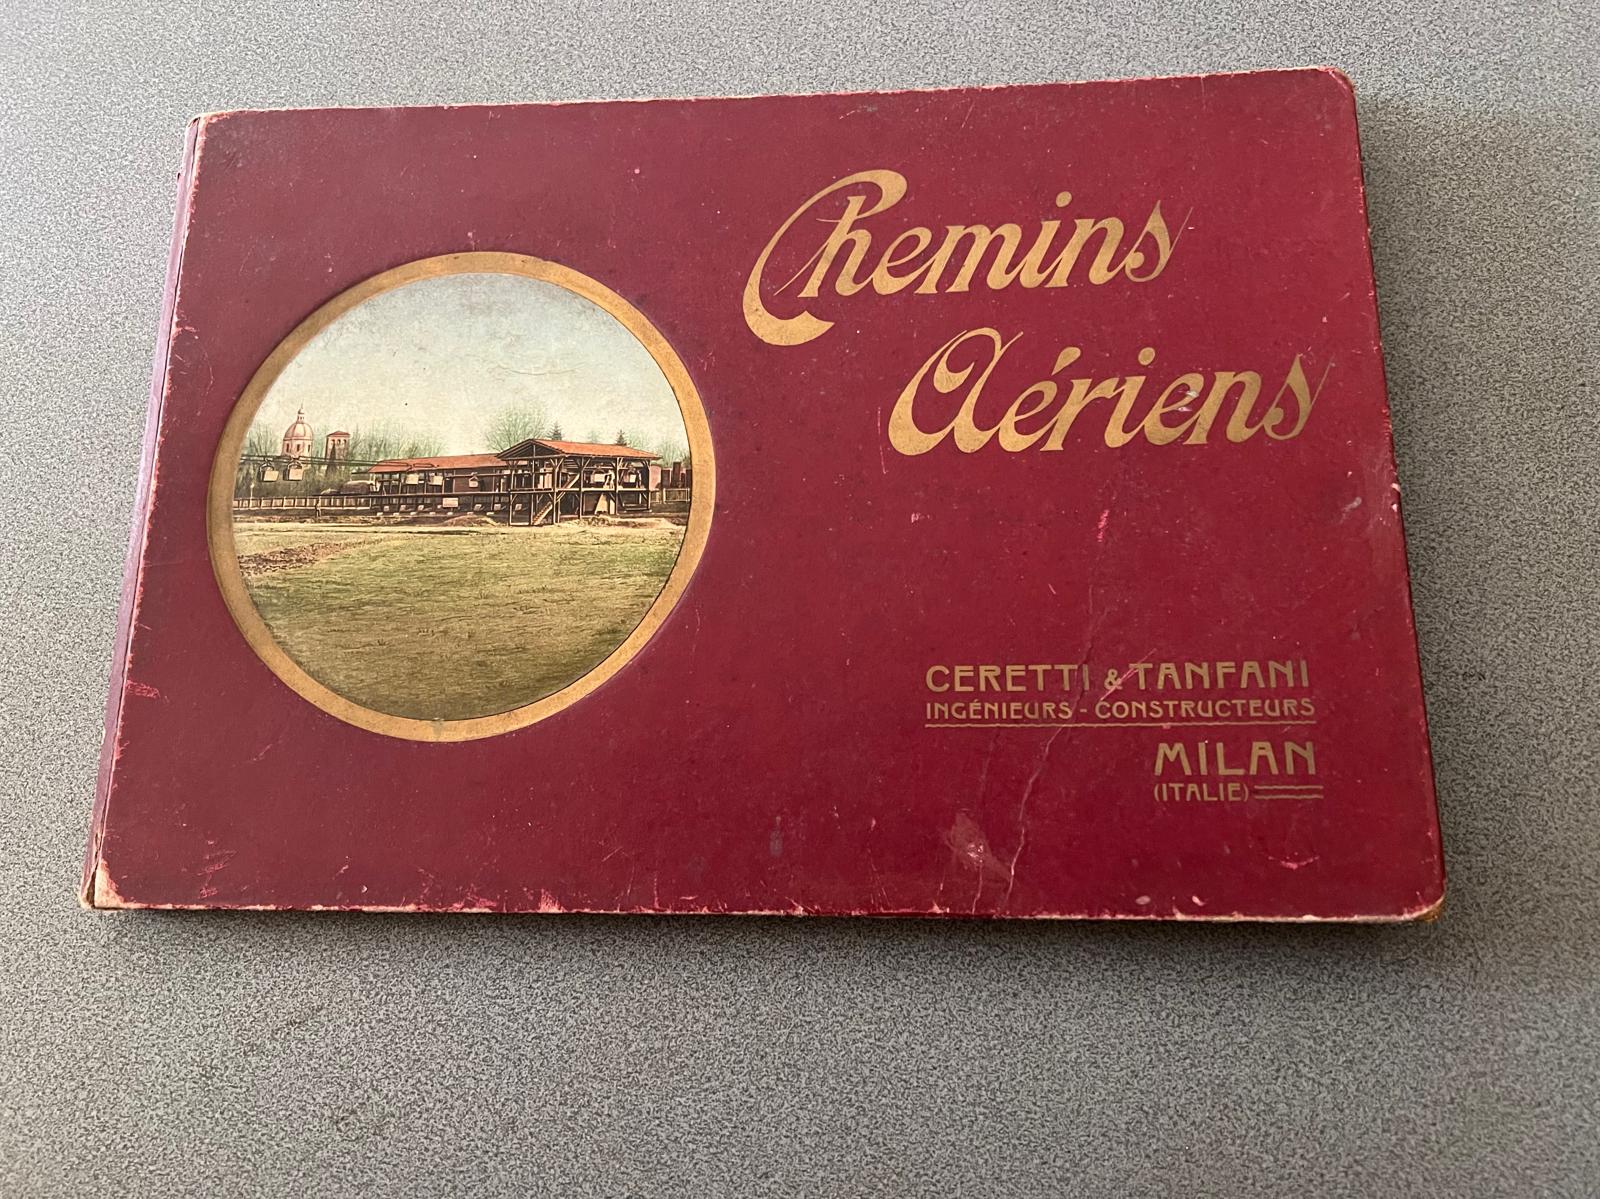 Chemins
Aériens
CERETTI & TANFANI
INGÉNIEURS - CONSTRUCTEURS
MILAN
(ITALIE)